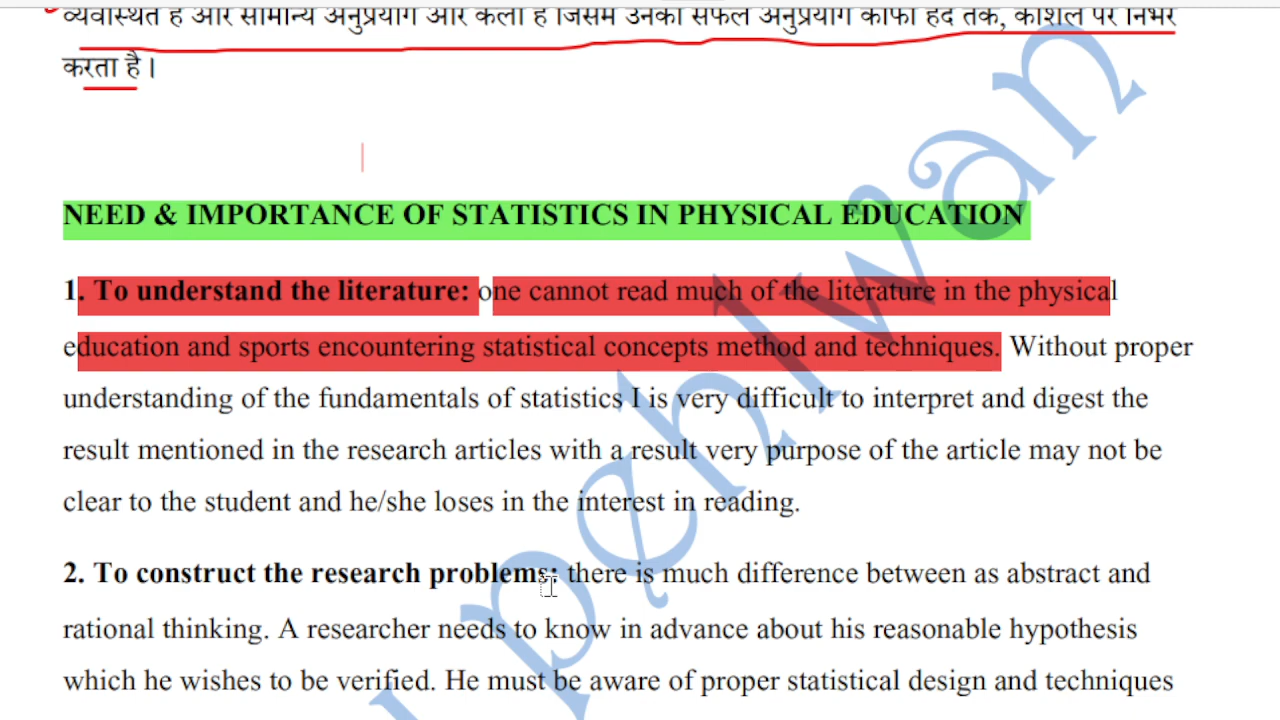 व्यवस्थित है और सामान्य अनुप्रयोग और कला है जिसमें उनका सफल अनुप्रयोग काफी हद तक, कौशल पर निर्भर
करता है।
NEED & IMPORTANCE OF STATISTICS IN PHYSICAL EDUCATION
1. To understand the literature: one cannot read much of the literature in the physical
education and sports encountering statistical concepts method and techniques. Without proper
understanding of the fundamentals of statistics I is very difficult to interpret and digest the
result mentioned in the research articles with a result very purpose of the article may not be
clear to the student and he/she loses in the interest in reading.
2. To construct the research problems: there is much difference between as abstract and
rational thinking. A researcher needs to know in advance about his reasonable hypothesis
which he wishes to be verified. He must be aware of proper statistical design and techniques